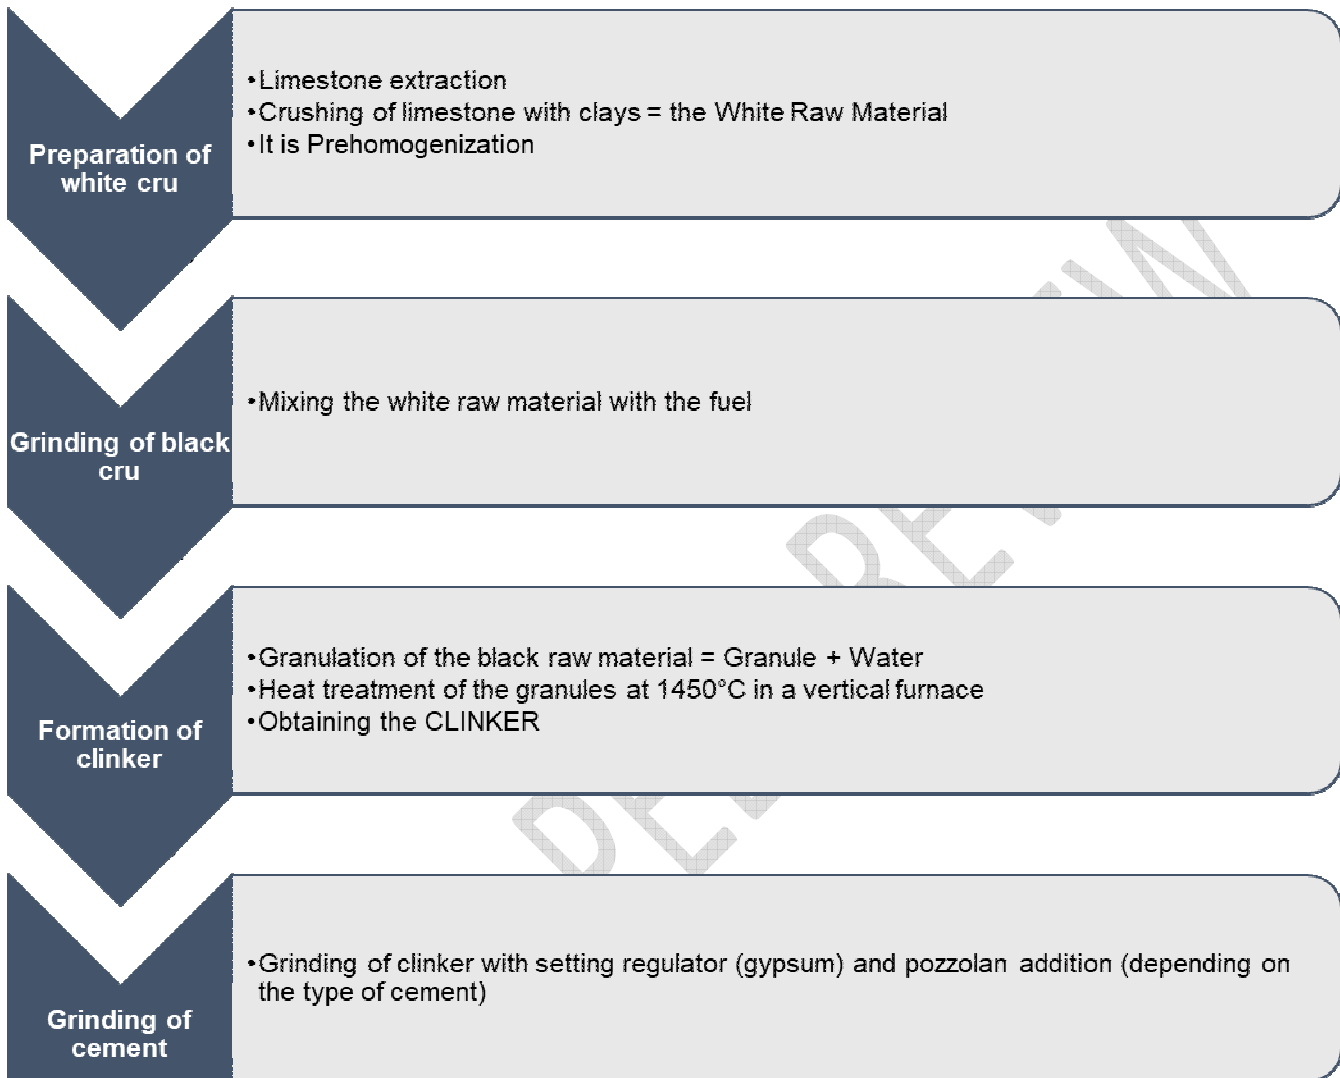 Preparation of
white cru
•Limestone extraction
•Crushing of limestone with clays = the White Raw Material
•It is Prehomogenization
Grinding of black
cru
•Mixing the white raw material with the fuel
Formation of
clinker
•Granulation of the black raw material = Granule + Water
•Heat treatment of the granules at 1450°C in a vertical furnace
•Obtaining the CLINKER
Grinding of
cement
•Grinding of clinker with setting regulator (gypsum) and pozzolan addition (depending on
the type of cement)